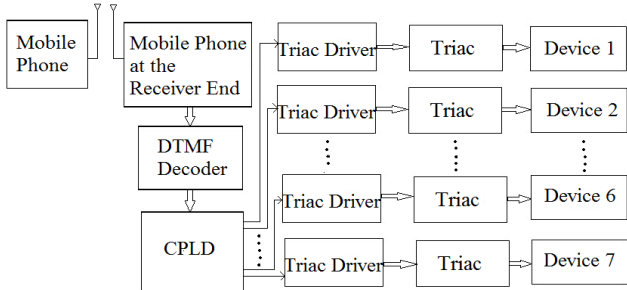 Mobile
Phone
Mobile Phone
at the
Receiver End
Triac Driver
Triac
Device 1
Triac Driver
Triac
Device 2
DTMF
Decoder
Triac Driver
Triac
Device 6
CPLD
Triac Driver
Triac
Device 7